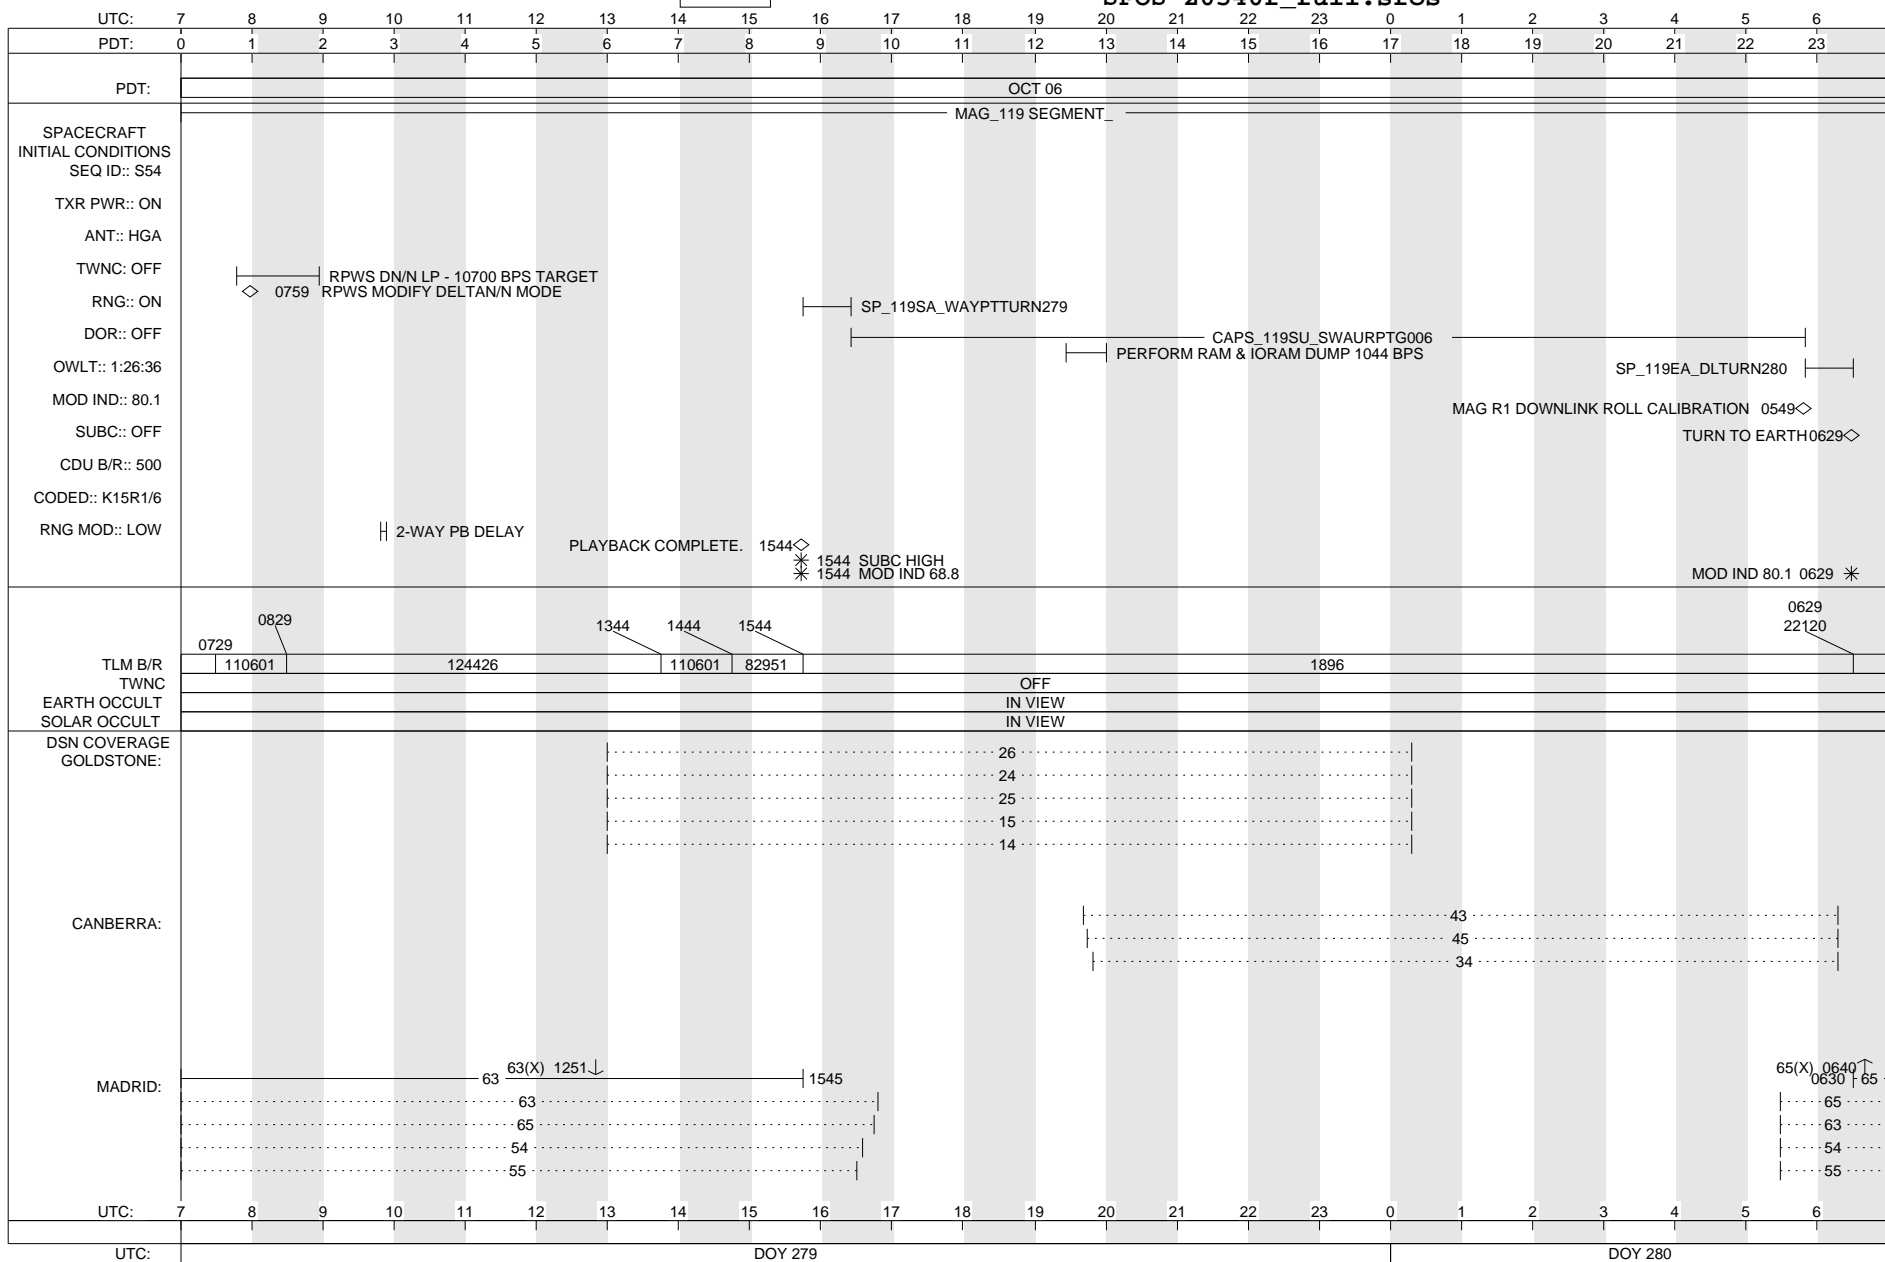 UTC: 7 8 9 10 11 12 13 14 15 16 17 18 19 20 21 22 23 0 1 2 3 4 5 6
PDT: 0 1 2 3 4 5 6 7 8 9 10 11 12 13 14 15 16 17 18 19 20 21 22 23
PDT: OCT 06
MAG_119 SEGMENT_
SPACECRAFT
INITIAL CONDITIONS
SEQ ID:: S54
TXR PWR:: ON
ANT:: HGA
TWNC: OFF
RPWS DN/N LP - 10700 BPS TARGET
0759 RPWS MODIFY DELTAN/N MODE
RNG:: ON
SP_119SA_WAYPTTURN279
DOR:: OFF
CAPS_119SU_SWAURPTG006
PERFORM RAM & IORAM DUMP 1044 BPS
OWLT:: 1:26:36
SP_119EA_DLTURN280
MOD IND:: 80.1
MAG R1 DOWNLINK ROLL CALIBRATION 0549
SUBC:: OFF
TURN TO EARTH 0629
CDU B/R:: 500
CODED:: K15R1/6
RNG MOD:: LOW
2-WAY PB DELAY
PLAYBACK COMPLETE. 1544
1544 SUBC HIGH
1544 MOD IND 68.8
MOD IND 80.1 0629
0729 0829 1344 1444 1544 0629
22120
TLM B/R 110601 124426 110601 82951 1896
TWNC OFF
EARTH OCCULT IN VIEW
SOLAR OCCULT IN VIEW
DSN COVERAGE
GOLDSTONE:
26
24
25
15
14
CANBERRA:
43
45
34
MADRID:
63(X) 1251 65(X) 0640
63 1545 0630 65
63 65
65 63
54 54
55 55
UTC: 7 8 9 10 11 12 13 14 15 16 17 18 19 20 21 22 23 0 1 2 3 4 5 6
UTC: DOY 279 DOY 280